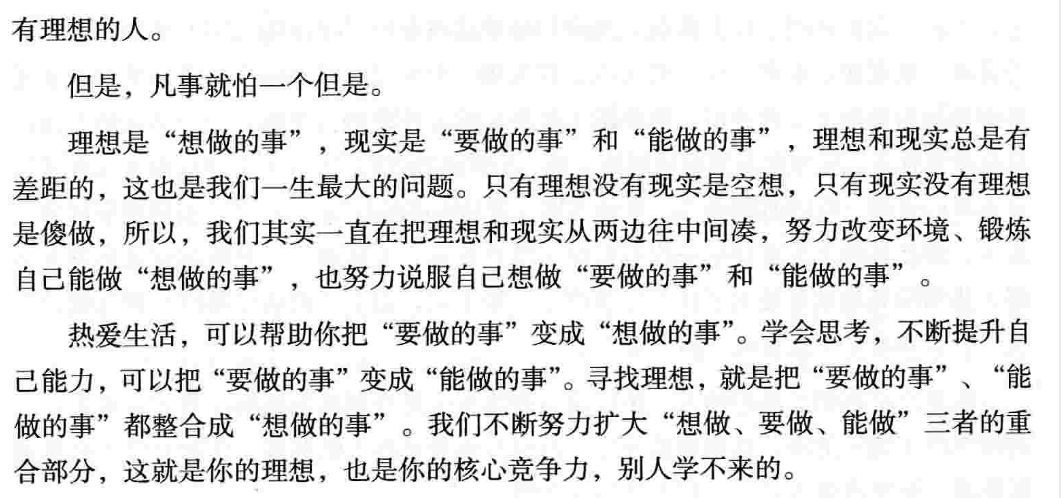 有理想的人。
但是，凡事就怕一个但是。
理想是“想做的事”，现实是“要做的事”和“能做的事”，理想和现实总是有
差距的，这也是我们一生最大的问题。只有理想没有现实是空想，只有现实没有理想
是傻做，所以，我们其实一直在把理想和现实从两边往中间凑，努力改变环境、锻炼
自己能做“想做的事”，也努力说服自己想做“要做的事”和“能做的事”。
热爱生活，可以帮助你把“要做的事”变成“想做的事”。学会思考，不断提升自
己能力，可以把“要做的事”变成“能做的事”。寻找理想，就是把“要做的事”、“能
做的事”都整合成“想做的事”。我们不断努力扩大“想做、要做、能做”三者的重
合部分，这就是你的理想，也是你的核心竞争力，别人学不来的。